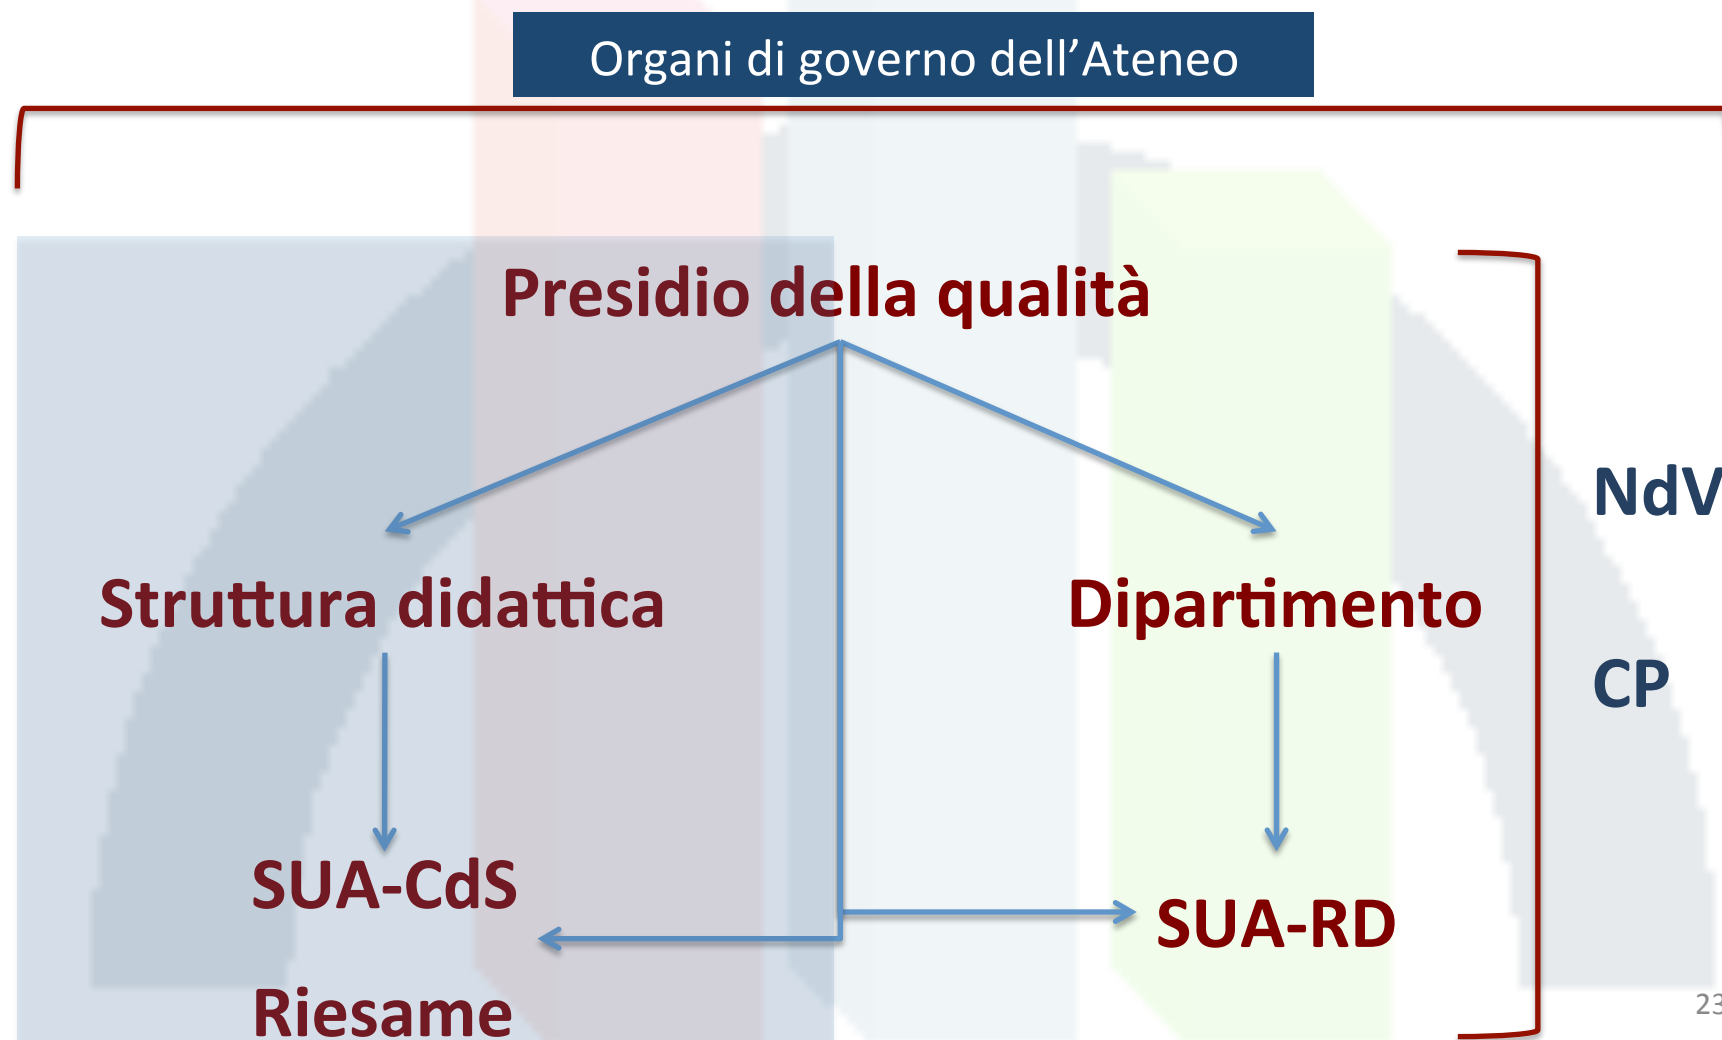 Organi di governo dell’Ateneo
Presidio della qualità
NdV
Struttura didattica
Dipartimento
CP
SUA-CdS
SUA-RD
Riesame
23